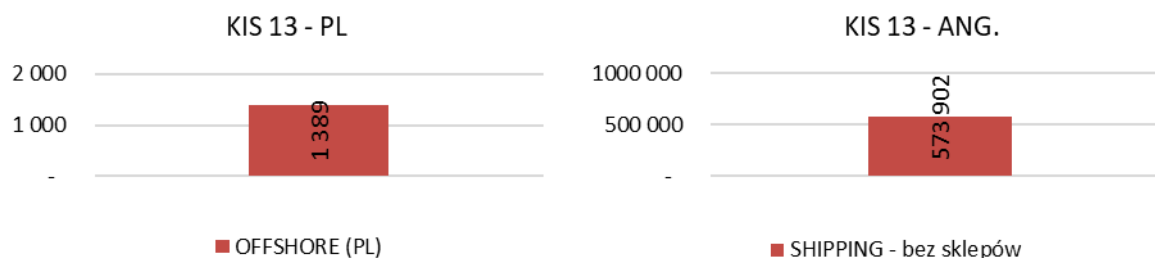 KIS 13 - PL
2 000
1 000
-
1 389
OFFSHORE (PL)
KIS 13 - ANG.
1000 000
500 000
-
573 902
SHIPPING - bez sklepów